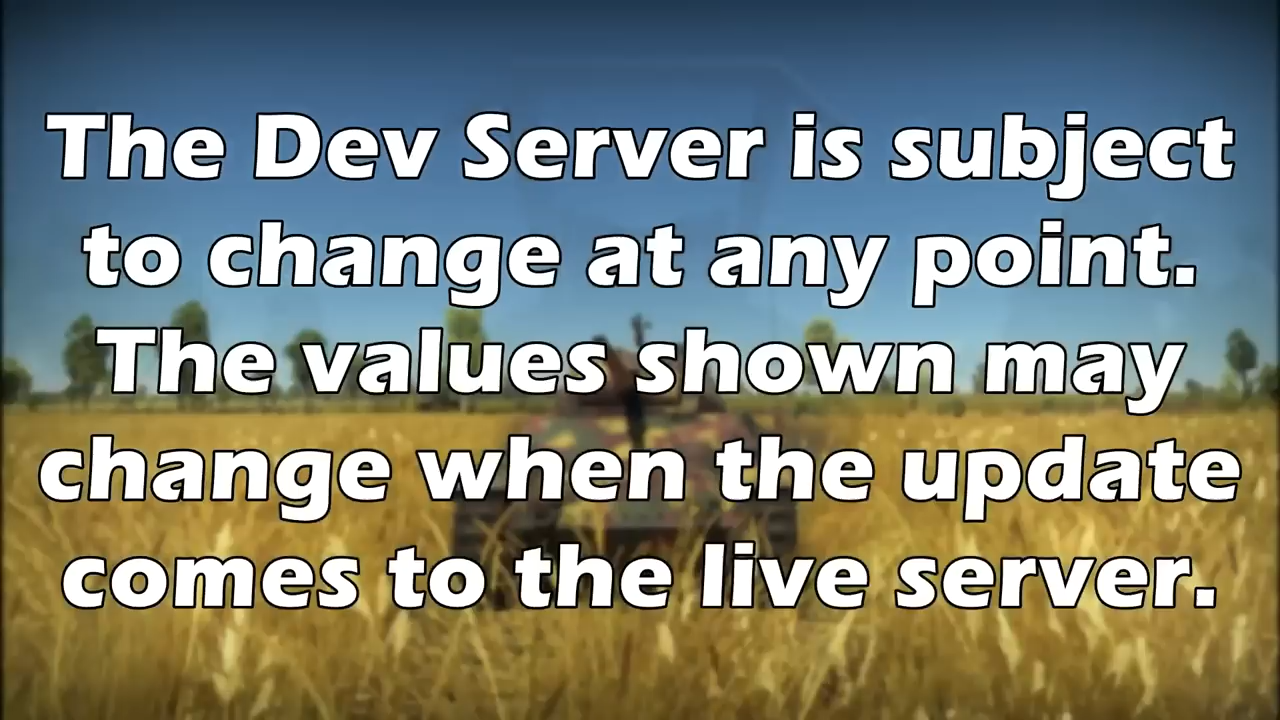 The Dev Server is subject
to change at any point.
The values shown may
change when the update
comes to the live server.